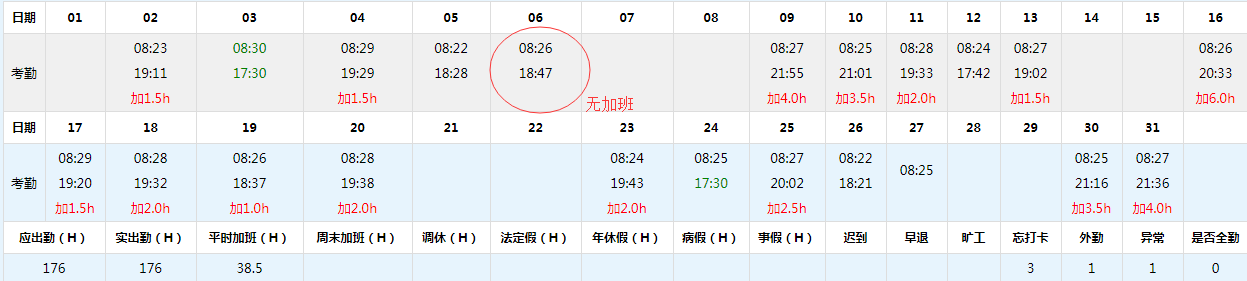 日期 01 02 03 04 05 06 07 08 09 10 11 12 13 14 15 16
08:23 08:30 08:29 08:22 08:26 08:27 08:25 08:28 08:24 08:27 08:26
考勤 19:11 17:30 19:29 18:28 18:47 21:55 21:01 19:33 17:42 19:02 20:33
加1.5h 加1.5h 加4.0h 加3.5h 加2.0h 加1.5h 加6.0h
无加班
日期 17 18 19 20 21 22 23 24 25 26 27 28 29 30 31
08:29 08:28 08:26 08:28 08:24 08:25 08:27 08:22 08:25 08:25 08:27
考勤 19:20 19:32 18:37 19:38 19:43 17:30 20:02 18:21 21:16 21:36
加1.5h 加2.0h 加1.0h 加2.0h 加2.0h 加2.5h 加3.5h 加4.0h
应出勤（H） 实出勤（H） 平时加班（H） 周末加班（H） 调休（H） 法定假（H） 年休假（H） 病假（H） 事假（H） 迟到 早退 旷工 忘打卡 外勤 异常 是否全勤
176 176 38.5 3 1 1 0